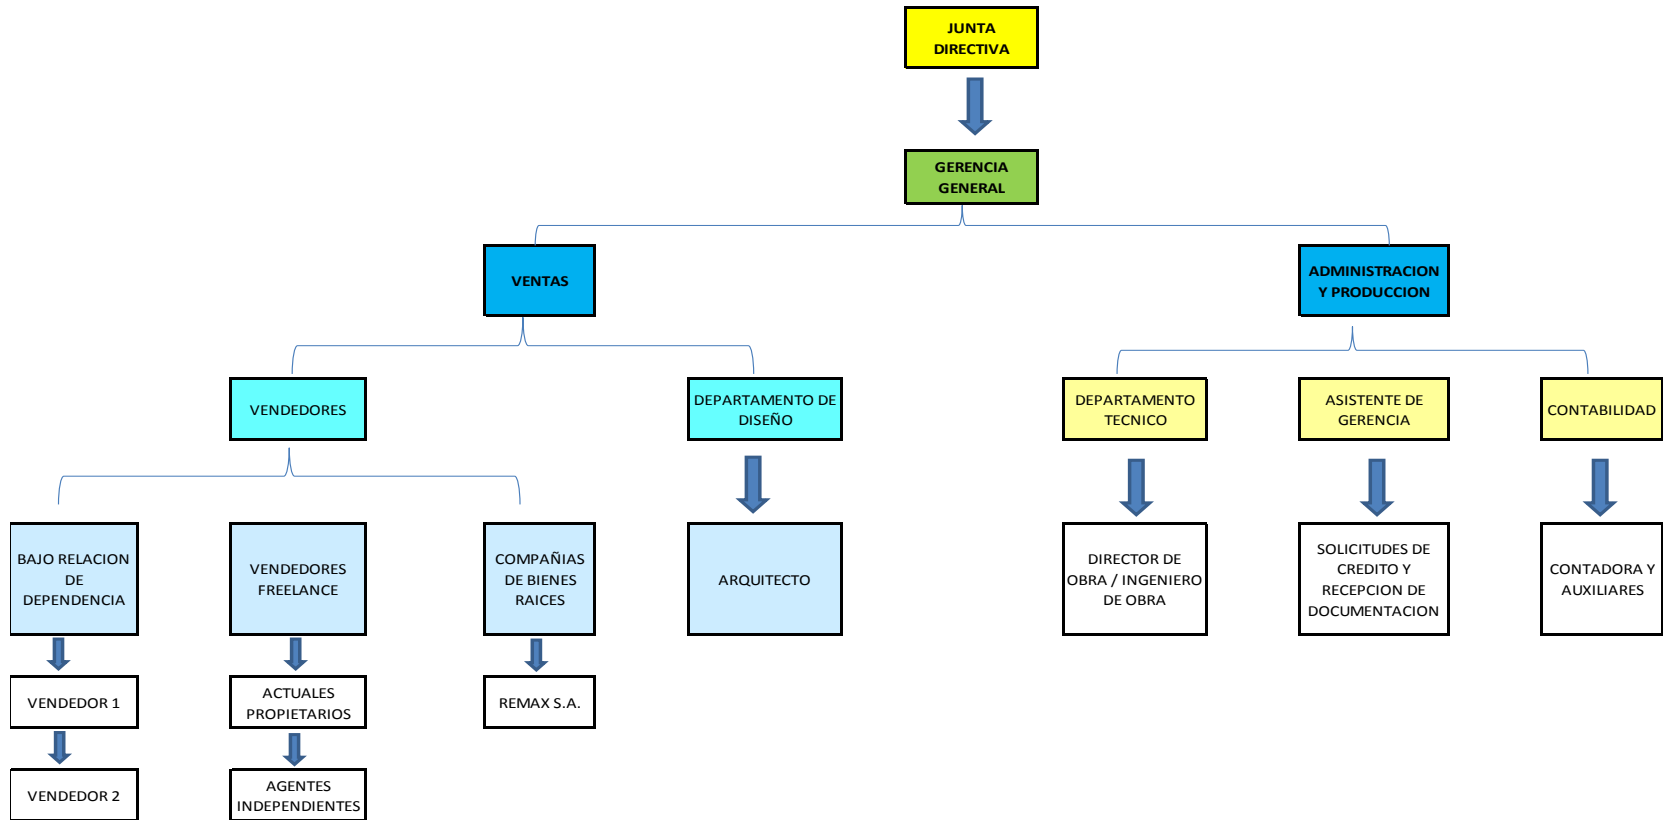 JUNTA
DIRECTIVA
GERENCIA
GENERAL
VENTAS
ADMINISTRACION
Y PRODUCCION
VENDEDORES
DEPARTAMENTO DE
DISEÑO
DEPARTAMENTO
TECNICO
ASISTENTE DE
GERENCIA
CONTABILIDAD
BAJO RELACION
DE
DEPENDENCIA
VENDEDORES
FREELANCE
COMPAÑIAS
DE BIENES
RAICES
ARQUITECTO
DIRECTOR DE
OBRA / INGENIERO
DE OBRA
SOLICITUDES DE
CREDITO Y
RECEPCION DE
DOCUMENTACION
CONTADORA Y
AUXILIARES
VENDEDOR 1
ACTUALES
PROPIETARIOS
REMAX S.A.
VENDEDOR 2
AGENTES
INDEPENDIENTES